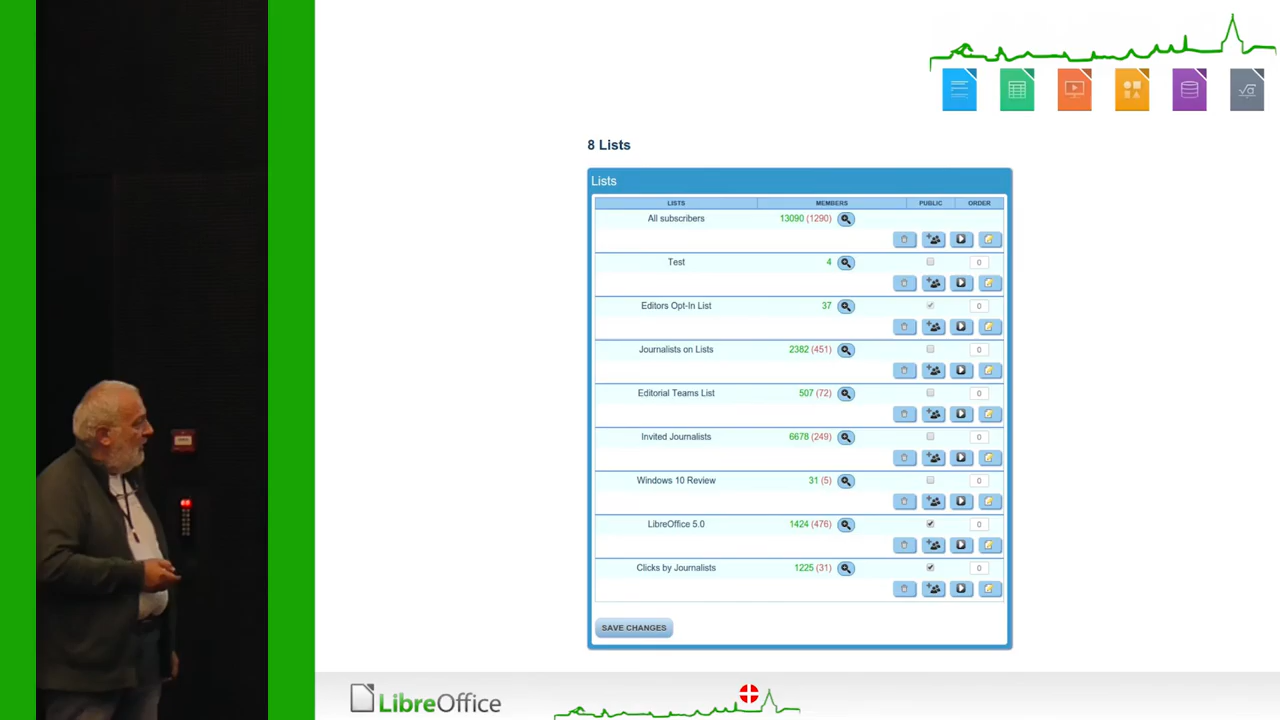 8 Lists
Lists
LISTS MEMBERS PUBLIC ORDER
All subscribers 13090 (1290)
Test 4 0
Editors Opt-In List 37 0
Journalists on Lists 2382 (451) 0
Editorial Teams List 507 (72) 0
Invited Journalists 6678 (249) 0
Windows 10 Review 31 (5) 0
LibreOffice 5.0 1424 (476) 0
Clicks by Journalists 1225 (31) 0
SAVE CHANGES
LibreOffice